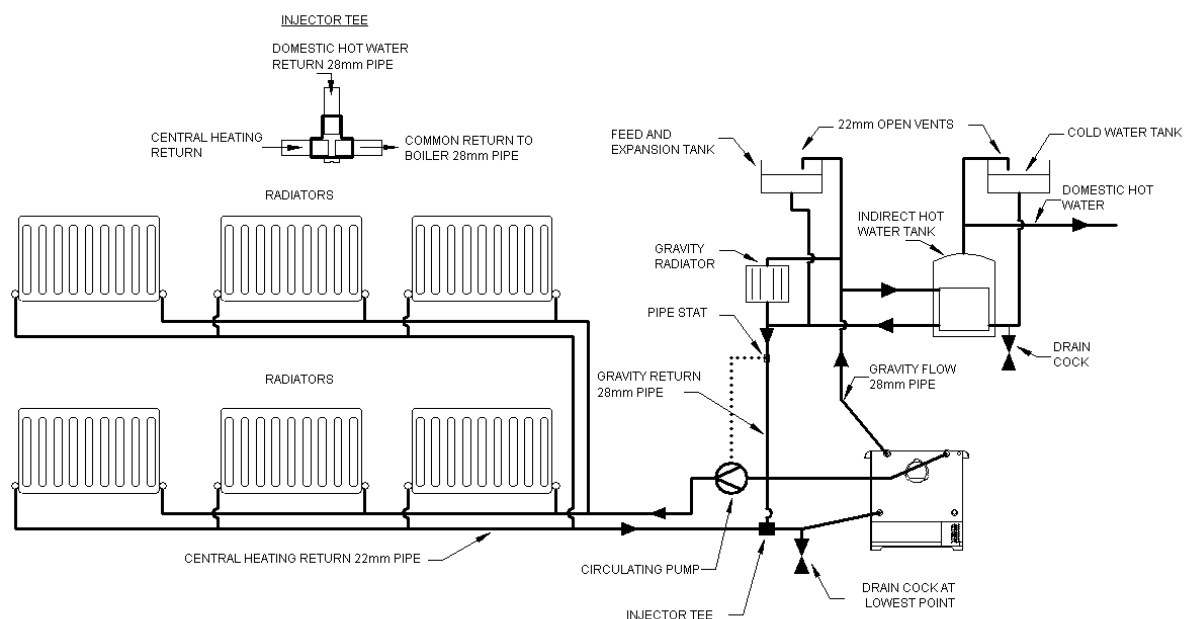 INJECTOR TEE
DOMESTIC HOT WATER
RETURN 28mm PIPE
CENTRAL HEATING
RETURN
COMMON RETURN TO
BOILER 28mm PIPE
RADIATORS
FEED AND
EXPANSION TANK
22mm OPEN VENTS
COLD WATER TANK
DOMESTIC HOT
WATER
INDIRECT HOT
WATER TANK
GRAVITY
RADIATOR
PIPE STAT
DRAIN
COCK
GRAVITY FLOW
28mm PIPE
GRAVITY RETURN
28mm PIPE
RADIATORS
CENTRAL HEATING RETURN 22mm PIPE
CIRCULATING PUMP
INJECTOR TEE
DRAIN COCK AT
LOWEST POINT